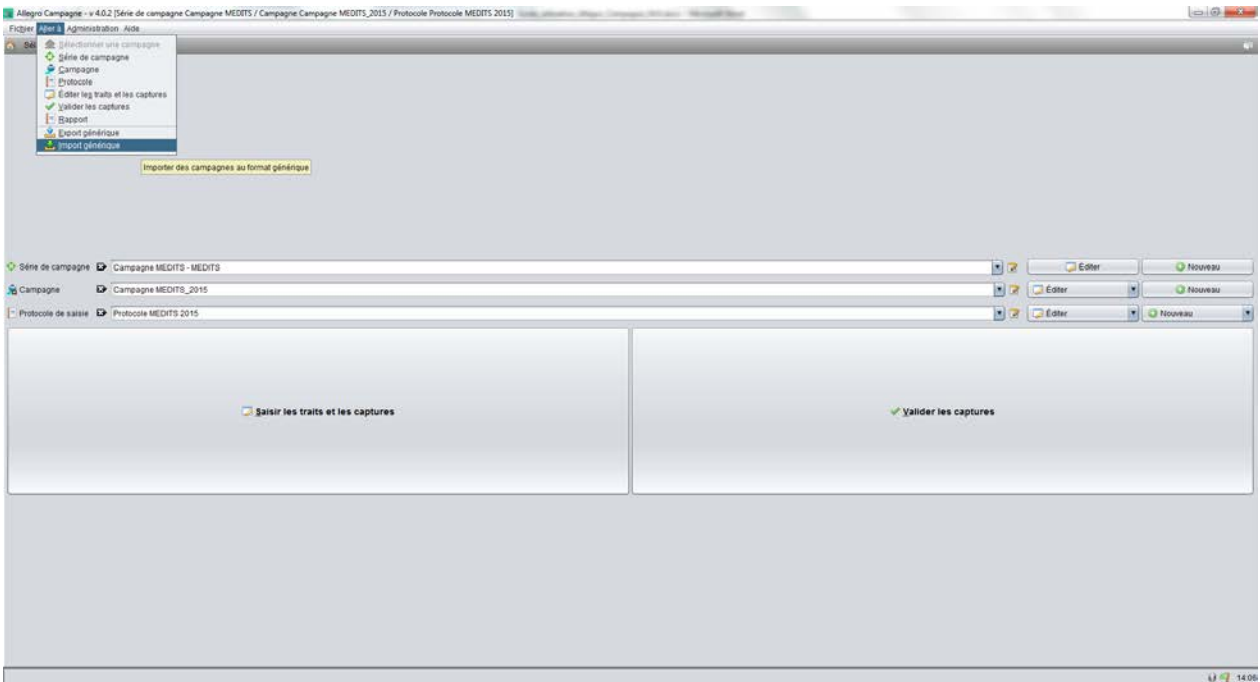 Allegro Campagne - v 4.0.2 [Série de campagne Campagne MEDITS / Campagne Campagne MEDITS_2015 / Protocole Protocole MEDITS 2015]
Fichier Aller à Administration Aide
Sélectionner une campagne
Série de campagne
Campagne
Protocole
Éditer les traits et les captures
Valider les captures
Rapport
Export générique
Import générique
Importer des campagnes au format générique
Série de campagne Campagne MEDITS - MEDITS Éditer Nouveau
Campagne Campagne MEDITS_2015 Éditer Nouveau
Protocole de saisie Protocole MEDITS 2015 Éditer Nouveau
Saisir les traits et les captures Valider les captures